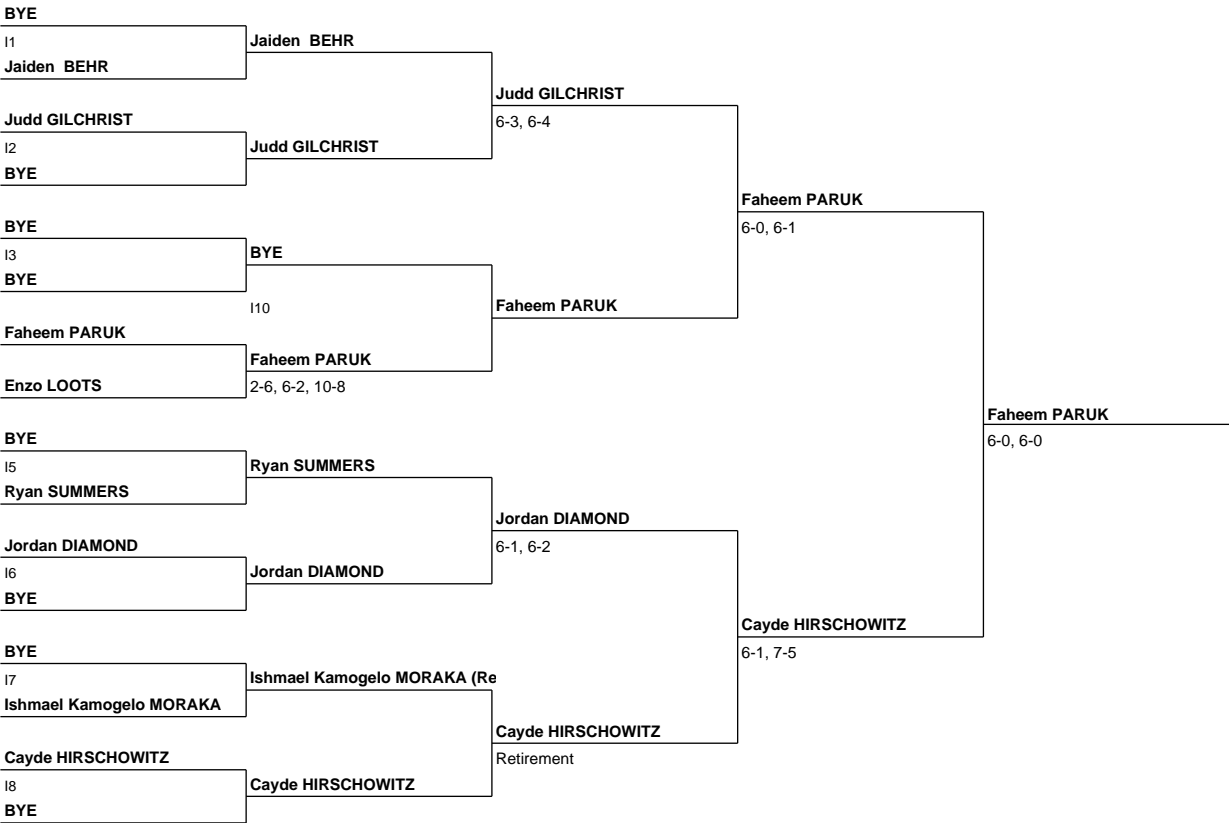 BYE
I1
Jaiden BEHR
Jaiden BEHR
Judd GILCHRIST
6-3, 6-4
Judd GILCHRIST
I2
BYE
Judd GILCHRIST
Faheem PARUK
6-0, 6-1
BYE
I3
BYE
BYE
I10
Faheem PARUK
Faheem PARUK
Enzo LOOTS
Faheem PARUK
2-6, 6-2, 10-8
Faheem PARUK
6-0, 6-0
BYE
I5
Ryan SUMMERS
Ryan SUMMERS
Jordan DIAMOND
6-1, 6-2
Jordan DIAMOND
I6
BYE
Jordan DIAMOND
Cayde HIRSCHOWITZ
6-1, 7-5
BYE
I7
Ishmael Kamogelo MORAKA
Ishmael Kamogelo MORAKA (Re
Cayde HIRSCHOWITZ
Retirement
Cayde HIRSCHOWITZ
I8
BYE
Cayde HIRSCHOWITZ